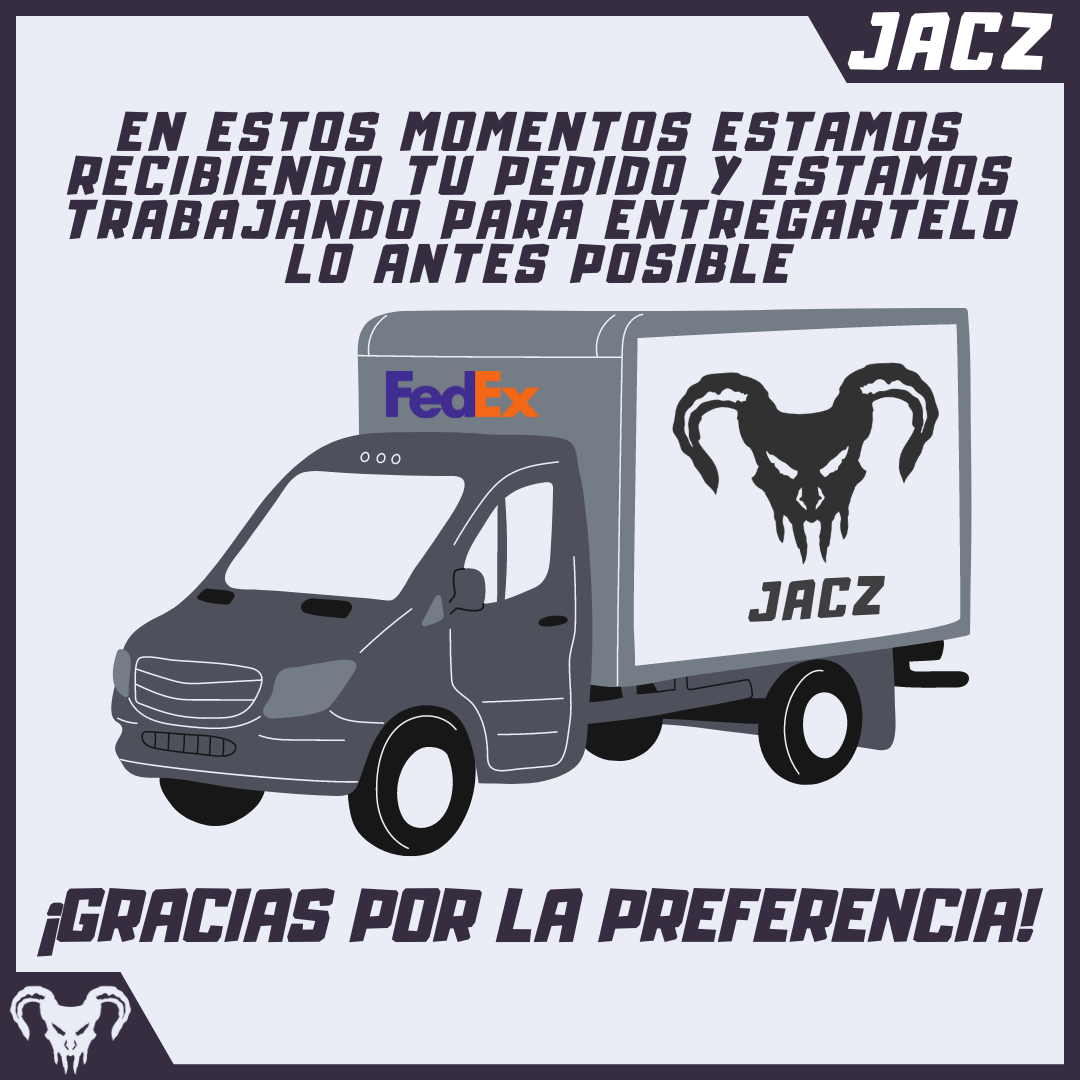 JACZ
EN ESTOS MOMENTOS ESTAMOS
RECIBIENDO TU PEDIDO Y ESTAMOS
TRABAJANDO PARA ENTREGARTELO
LO ANTES POSIBLE
FedEx
JACZ
¡GRACIAS POR LA PREFERENCIA!